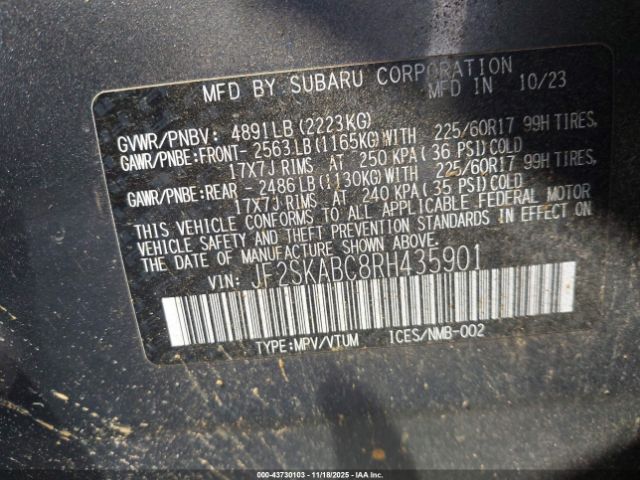 MFD BY SUBARU CORPORATION
MFD IN 10/23
GVWR/PNBV: 4891LB (2223KG)
GAWR/PNBE:FRONT- 2563LB(1165KG)WITH 225/60R17 99H TIRES,
17X7J RIMS AT 250 KPA(36 PSI)COLD
GAWR/PNBE:REAR - 2486LB(1130KG)WITH 225/60R17 99H TIRES,
17X7J RIMS AT 240 KPA(35 PSI)COLD
THIS VEHICLE CONFORMS TO ALL APPLICABLE FEDERAL MOTOR
VEHICLE SAFETY AND THEFT PREVENTION STANDARDS IN EFFECT ON
THE DATE OF MANUFACTURE SHOWN ABOVE.
VIN: JF2SKABC8RH435901
TYPE:MPV/VTUM ICES/NMB-002
000-43730103 - 11/18/2025 - IAAI.COM